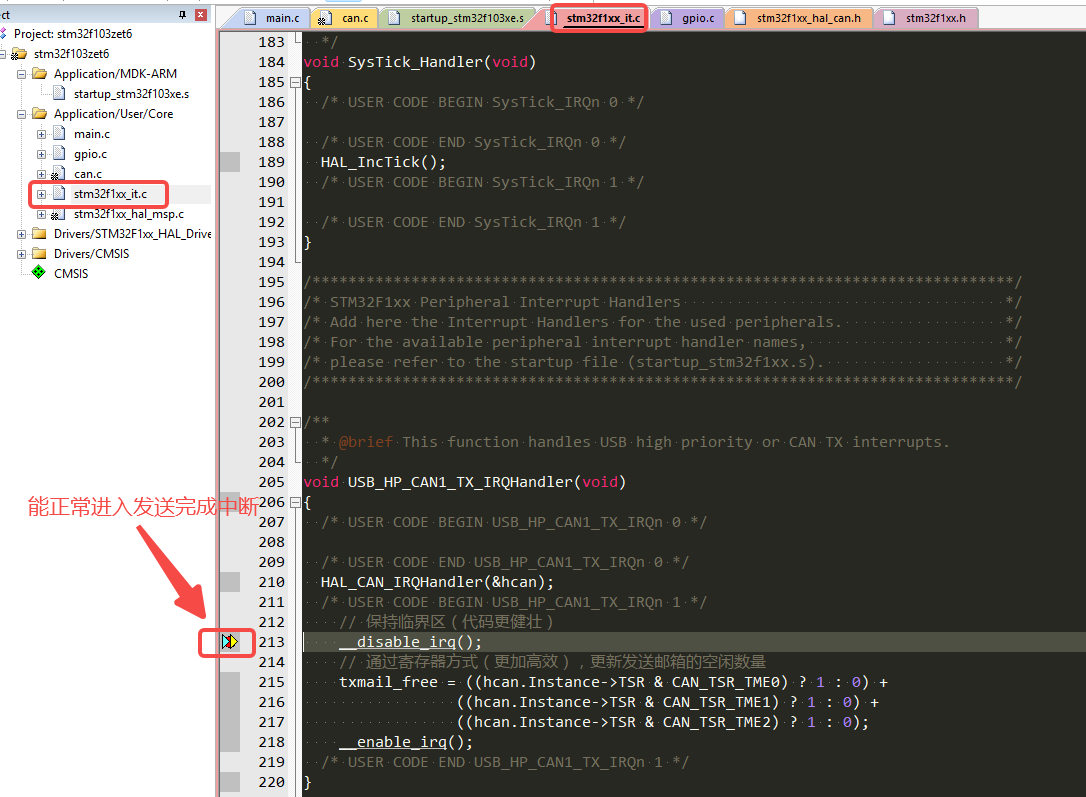 ct
Project: stm32f103zet6
stm32f103zet6
Application/MDK-ARM
startup_stm32f103xe.s
Application/User/Core
main.c
gpio.c
can.c
stm32f1xx_it.c
stm32f1xx_hal_msp.c
Drivers/STM32F1xx_HAL_Drive
Drivers/CMSIS
CMSIS
main.c
can.c
startup_stm32f103xe.s
stm32f1xx_it.c
gpio.c
stm32f1xx_hal_can.h
stm32f1xx.h
183 */
184 void SysTick_Handler(void)
185 {
186 /* USER CODE BEGIN SysTick_IRQn 0 */
187
188 /* USER CODE END SysTick_IRQn 0 */
189 HAL_IncTick();
190 /* USER CODE BEGIN SysTick_IRQn 1 */
191
192 /* USER CODE END SysTick_IRQn 1 */
193 }
194
195 /******************************************************************************/
196 /* STM32F1xx Peripheral Interrupt Handlers */
197 /* Add here the Interrupt Handlers for the used peripherals. */
198 /* For the available peripheral interrupt handler names, */
199 /* please refer to the startup file (startup_stm32f1xx.s). */
200 /******************************************************************************/
201
202 /**
203 * @brief This function handles USB high priority or CAN TX interrupts.
204 */
205 void USB_HP_CAN1_TX_IRQHandler(void)
能正常进入发送完成中断
206 {
207 /* USER CODE BEGIN USB_HP_CAN1_TX_IRQn 0 */
208
209 /* USER CODE END USB_HP_CAN1_TX_IRQn 0 */
210 HAL_CAN_IRQHandler(&hcan);
211 /* USER CODE BEGIN USB_HP_CAN1_TX_IRQn 1 */
212 // 保持临界区（代码更健壮）
213 __disable_irq();
214 // 通过寄存器方式（更加高效），更新发送邮箱的空闲数量
215 txmail_free = ((hcan.Instance->TSR & CAN_TSR_TME0) ? 1 : 0) +
216 ((hcan.Instance->TSR & CAN_TSR_TME1) ? 1 : 0) +
217 ((hcan.Instance->TSR & CAN_TSR_TME2) ? 1 : 0);
218 __enable_irq();
219 /* USER CODE END USB_HP_CAN1_TX_IRQn 1 */
220 }